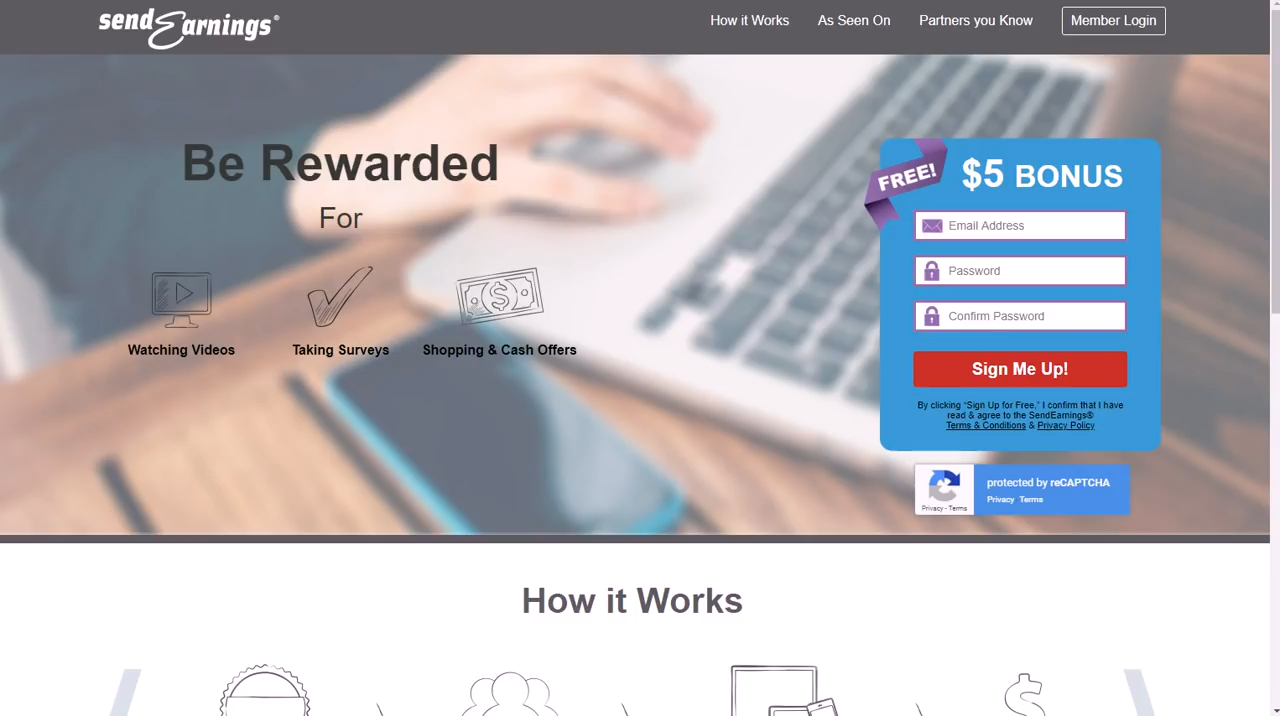 sendEarnings®
How it Works
As Seen On
Partners you Know
Member Login
Be Rewarded
For
Watching Videos
Taking Surveys
Shopping & Cash Offers
FREE!
$5 BONUS
Email Address
Password
Confirm Password
Sign Me Up!
By clicking "Sign Up for Free," I confirm that I have
read & agree to the SendEarnings®
Terms & Conditions & Privacy Policy
protected by reCAPTCHA
Privacy Terms
Privacy - Terms
How it Works